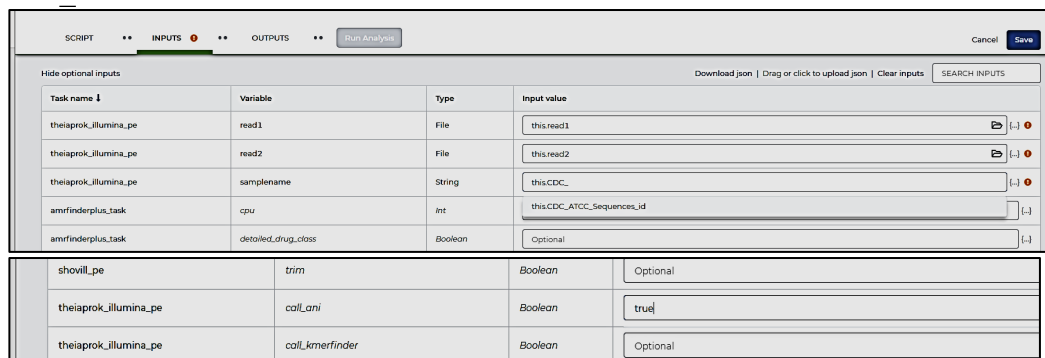 SCRIPT •• INPUTS •• OUTPUTS •• Run Analysis Cancel Save
Hide optional inputs Download json | Drag or click to upload json | Clear inputs SEARCH INPUTS
Task name ↓ Variable Type Input value
theiaprok_illumina_pe read1 File this.read1 {...}
theiaprok_illumina_pe read2 File this.read2 {...}
theiaprok_illumina_pe samplename String this.CDC_ {...}
amrfinderplus_task cpu Int this.CDC_ATCC_Sequences_id {...}
amrfinderplus_task detailed_drug_class Boolean Optional {...}
shovill_pe trim Boolean Optional
theiaprok_illumina_pe call_ani Boolean true
theiaprok_illumina_pe call_kmerfinder Boolean Optional